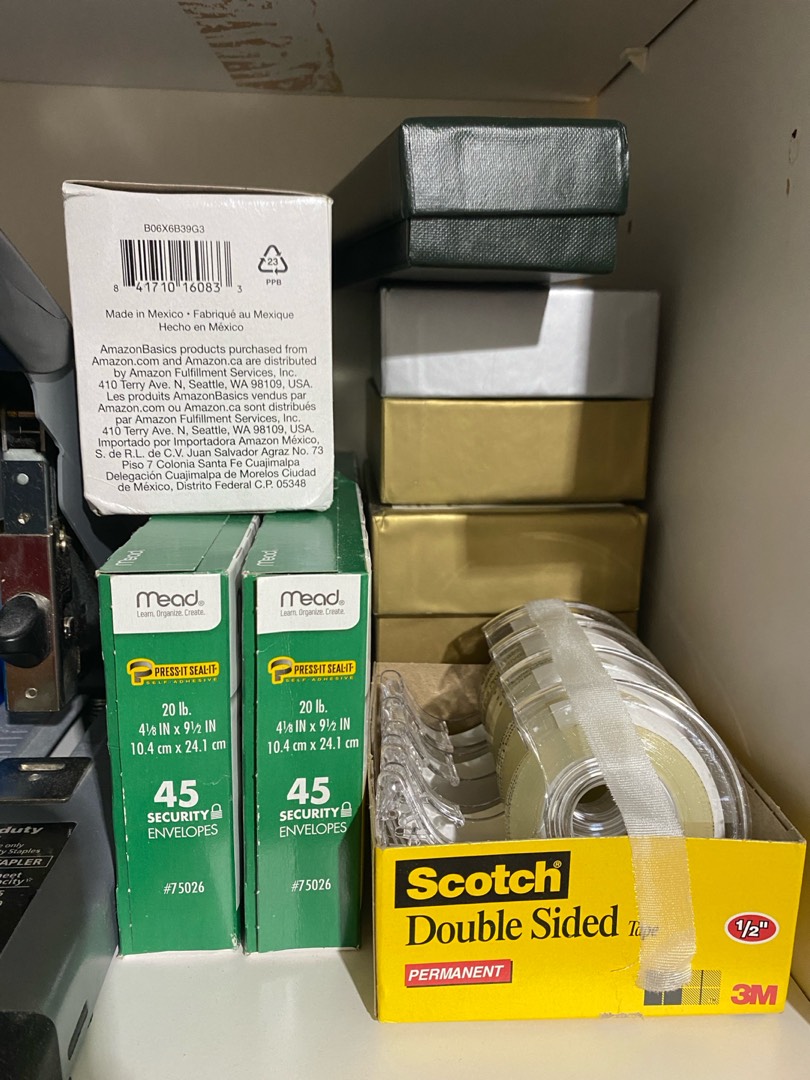 B06X6B39G3
8 41710 16083 3
23
PPB
Made in Mexico • Fabriqué au Mexique
Hecho en México
AmazonBasics products purchased from
Amazon.com and Amazon.ca are distributed
by Amazon Fulfillment Services, Inc.
410 Terry Ave. N, Seattle, WA 98109, USA.
Les produits AmazonBasics vendus par
Amazon.com ou Amazon.ca sont distribués
par Amazon Fulfillment Services, Inc.
410 Terry Ave. N, Seattle, WA 98109, USA.
Importado por Importadora Amazon México,
S. de R.L. de C.V. Juan Salvador Agraz No. 73
Piso 7 Colonia Santa Fe Cuajimalpa
Delegación Cuajimalpa de Morelos Ciudad
de México, Distrito Federal C.P. 05348
Mead
Mead®
Learn. Organize. Create.
PRESS-IT SEAL-IT®
SELF ADHESIVE
20 lb.
4⅛ IN x 9½ IN
10.4 cm x 24.1 cm
45
SECURITY
ENVELOPES
#75026
Mead
Mead®
Learn. Organize. Create.
PRESS-IT SEAL-IT®
SELF ADHESIVE
20 lb.
4⅛ IN x 9½ IN
10.4 cm x 24.1 cm
45
SECURITY
ENVELOPES
#75026
duty
only
Staples
APLER
Scotch®
Double Sided Tape
1/2"
PERMANENT
3M